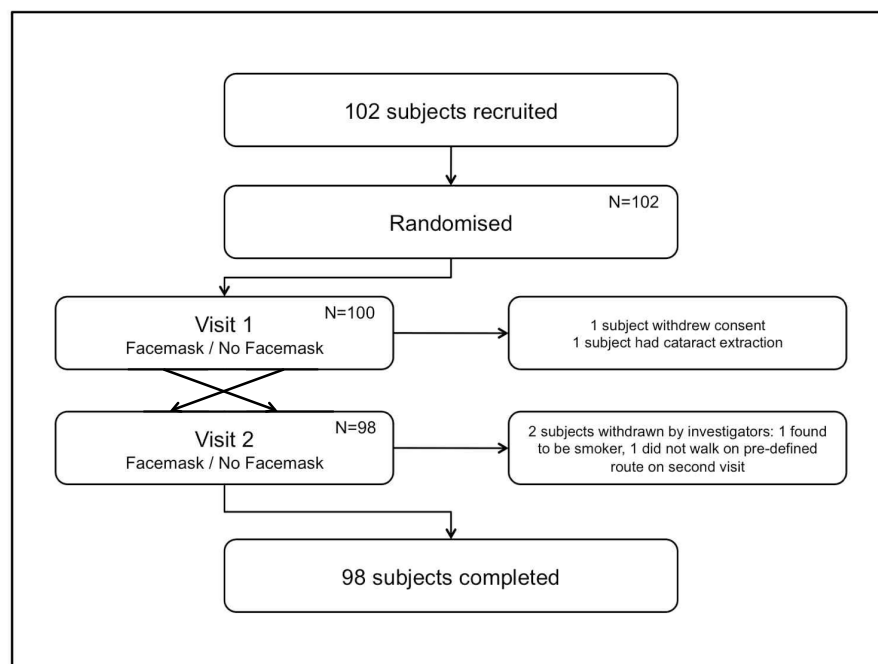 102 subjects recruited
N=102
Randomised
N=100
Visit 1
Facemask / No Facemask
1 subject withdrew consent
1 subject had cataract extraction
N=98
Visit 2
Facemask / No Facemask
2 subjects withdrawn by investigators: 1 found
to be smoker, 1 did not walk on pre-defined
route on second visit
98 subjects completed